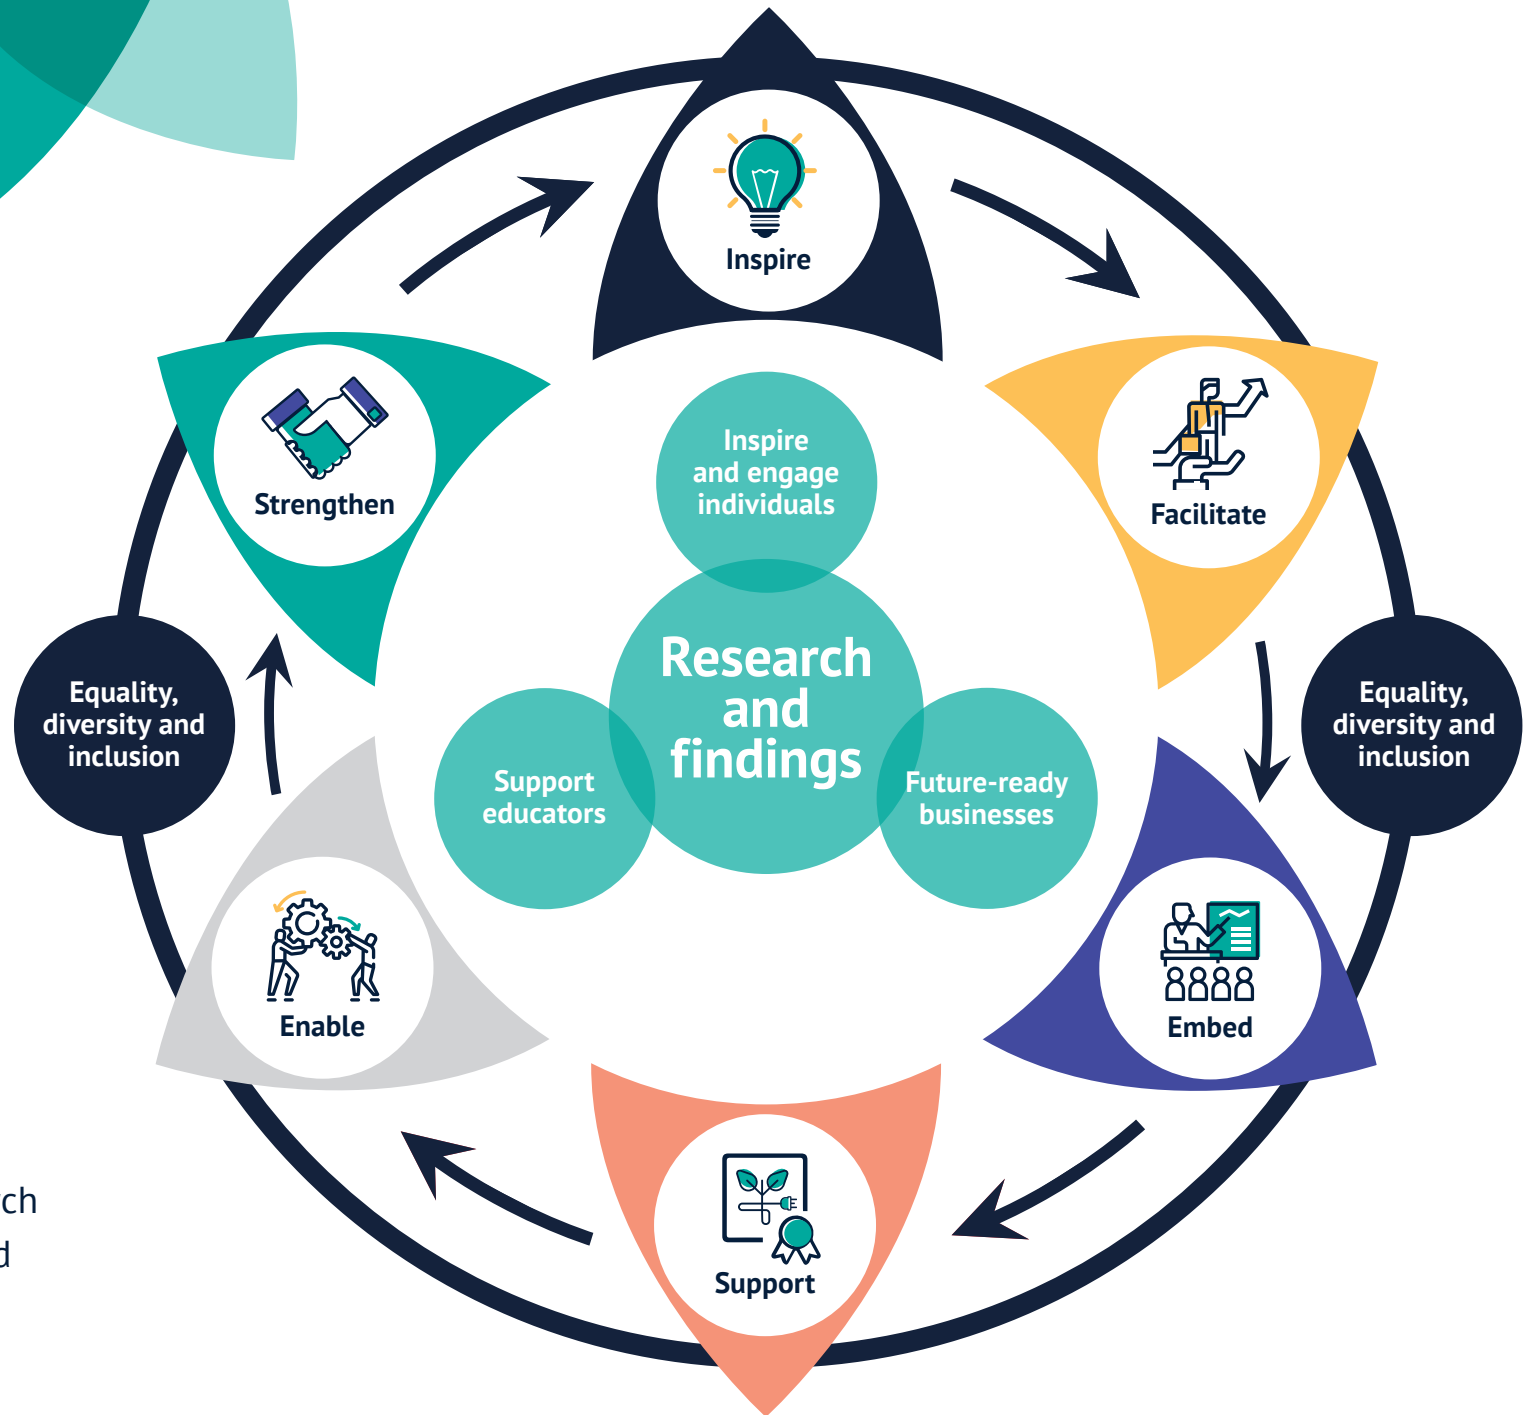 Inspire
Strengthen
Facilitate
Inspire
and engage
individuals
Research
and
findings
Equality,
diversity and
inclusion
Equality,
diversity and
inclusion
Support
educators
Future-ready
businesses
Enable
Embed
Support